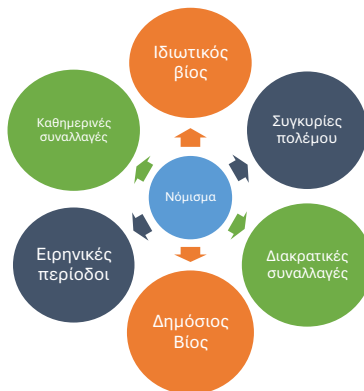 Ιδιωτικός
βίος
Καθημερινές
συναλλαγές
Συγκυρίες
πολέμου
Νόμισμα
Ειρηνικές
περίοδοι
Διακρατικές
συναλλαγές
Δημόσιος
Βίος